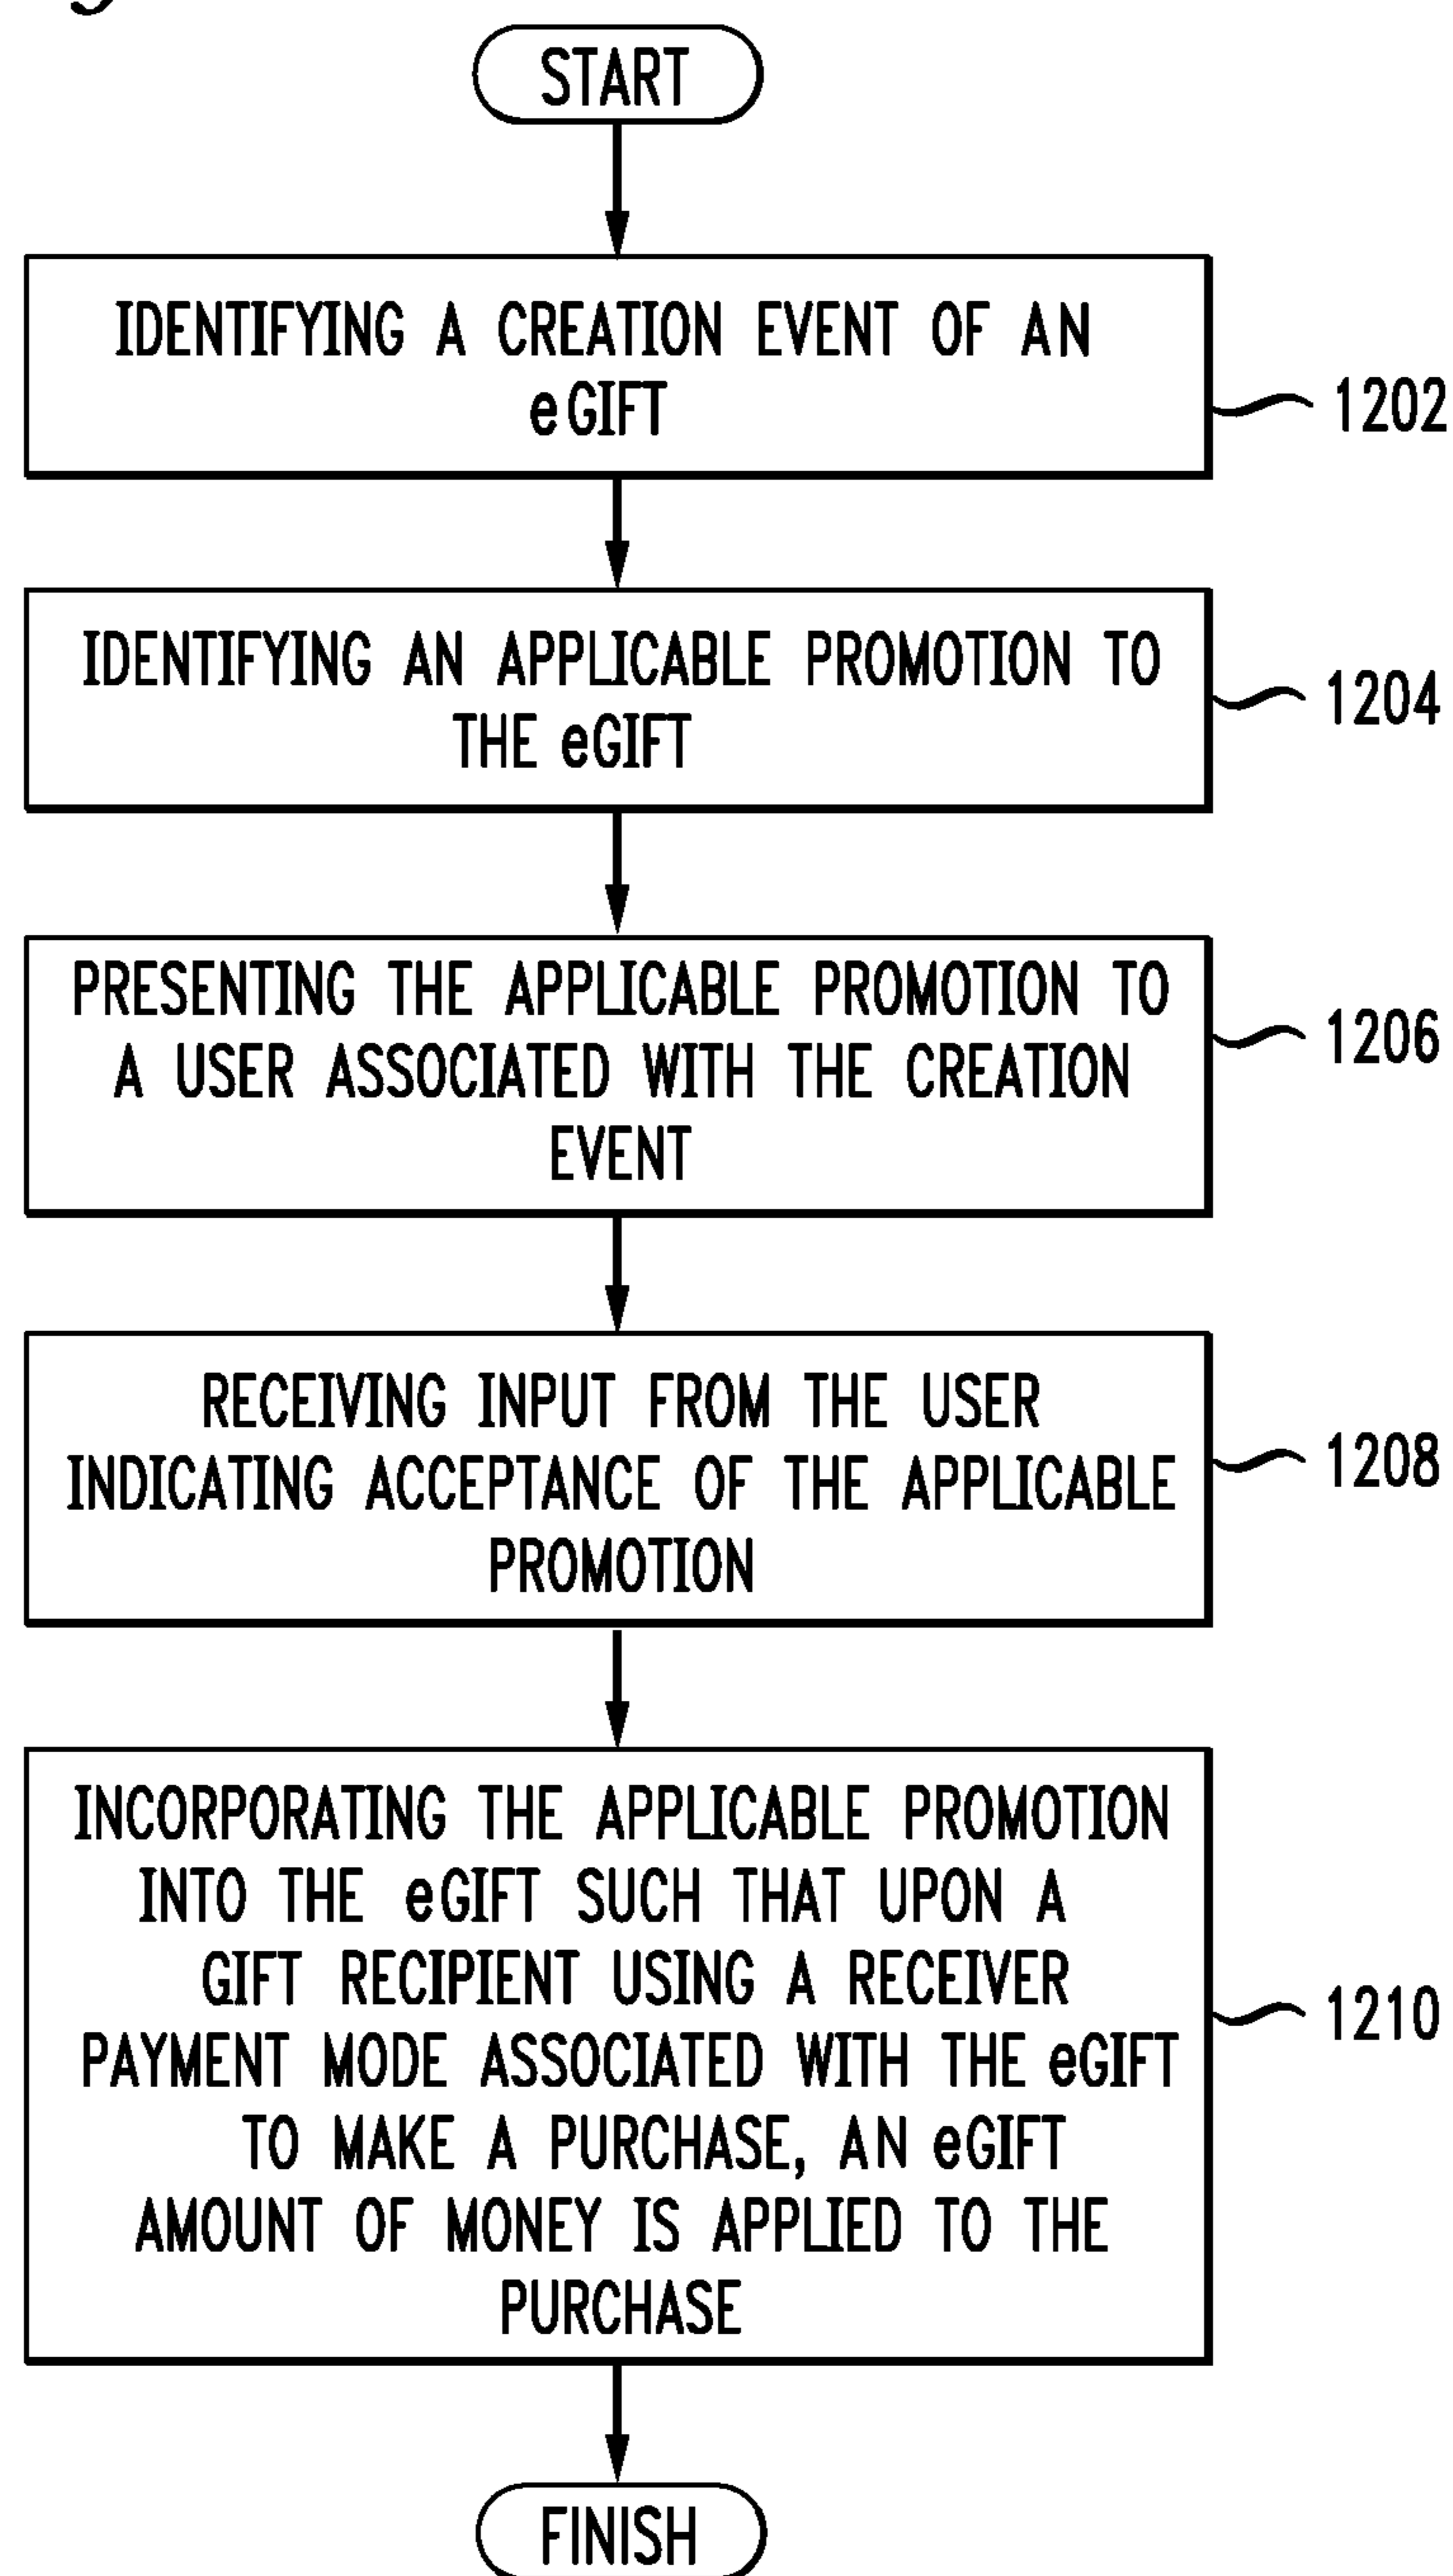 START
IDENTIFYING A CREATION EVENT OF AN
eGIFT
1202
IDENTIFYING AN APPLICABLE PROMOTION TO
THE eGIFT
1204
PRESENTING THE APPLICABLE PROMOTION TO
A USER ASSOCIATED WITH THE CREATION
EVENT
1206
RECEIVING INPUT FROM THE USER
INDICATING ACCEPTANCE OF THE APPLICABLE
PROMOTION
1208
INCORPORATING THE APPLICABLE PROMOTION
INTO THE eGIFT SUCH THAT UPON A
GIFT RECIPIENT USING A RECEIVER
PAYMENT MODE ASSOCIATED WITH THE eGIFT
TO MAKE A PURCHASE, AN eGIFT
AMOUNT OF MONEY IS APPLIED TO THE
PURCHASE
1210
FINISH